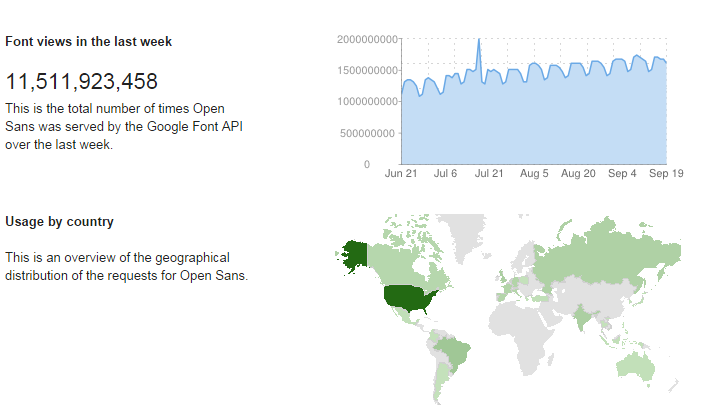 Font views in the last week
11,511,923,458
This is the total number of times Open
Sans was served by the Google Font API
over the last week.
2000000000
1500000000
1000000000
500000000
0
Jun 21 Jul 6 Jul 21 Aug 5 Aug 20 Sep 4 Sep 19
Usage by country
This is an overview of the geographical
distribution of the requests for Open Sans.